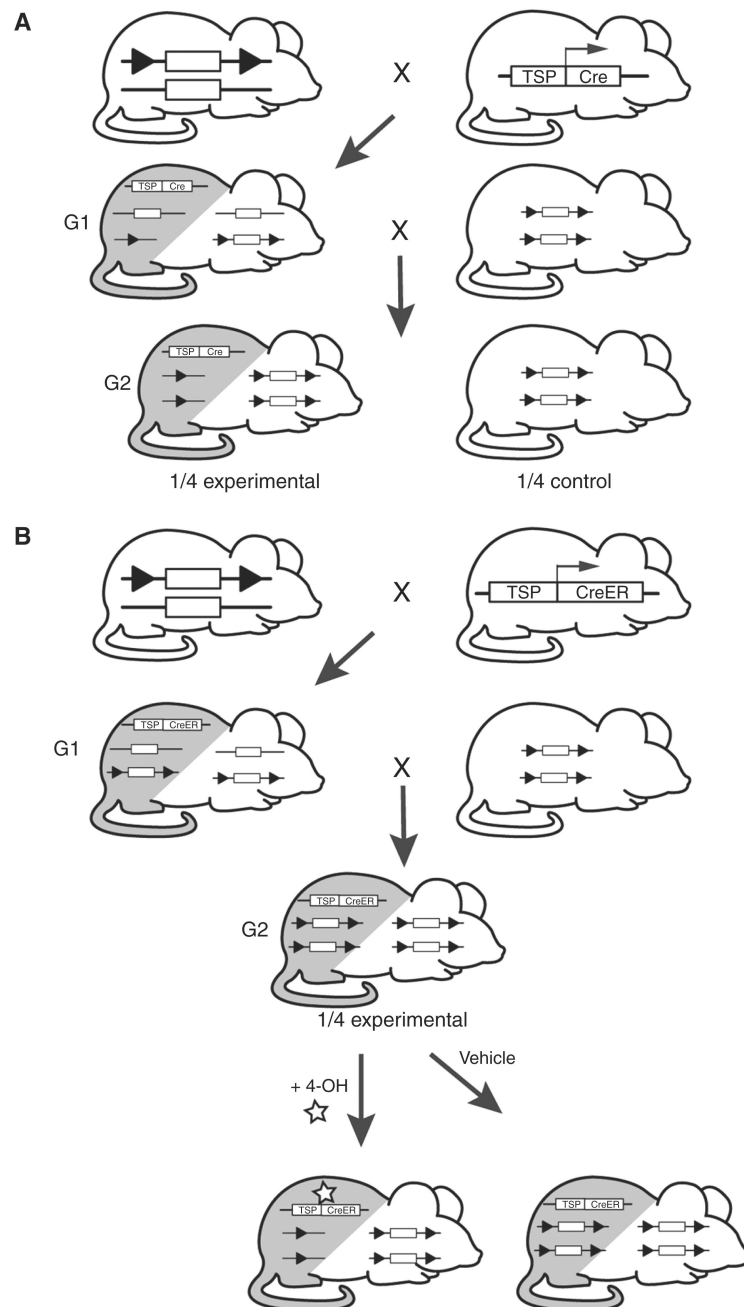 A
X
TSP Cre
TSP Cre
G1
X
TSP Cre
G2
1/4 experimental
1/4 control
B
X
TSP CreER
TSP CreER
G1
X
TSP CreER
G2
1/4 experimental
Vehicle
+ 4-OH
TSP CreER
TSP CreER